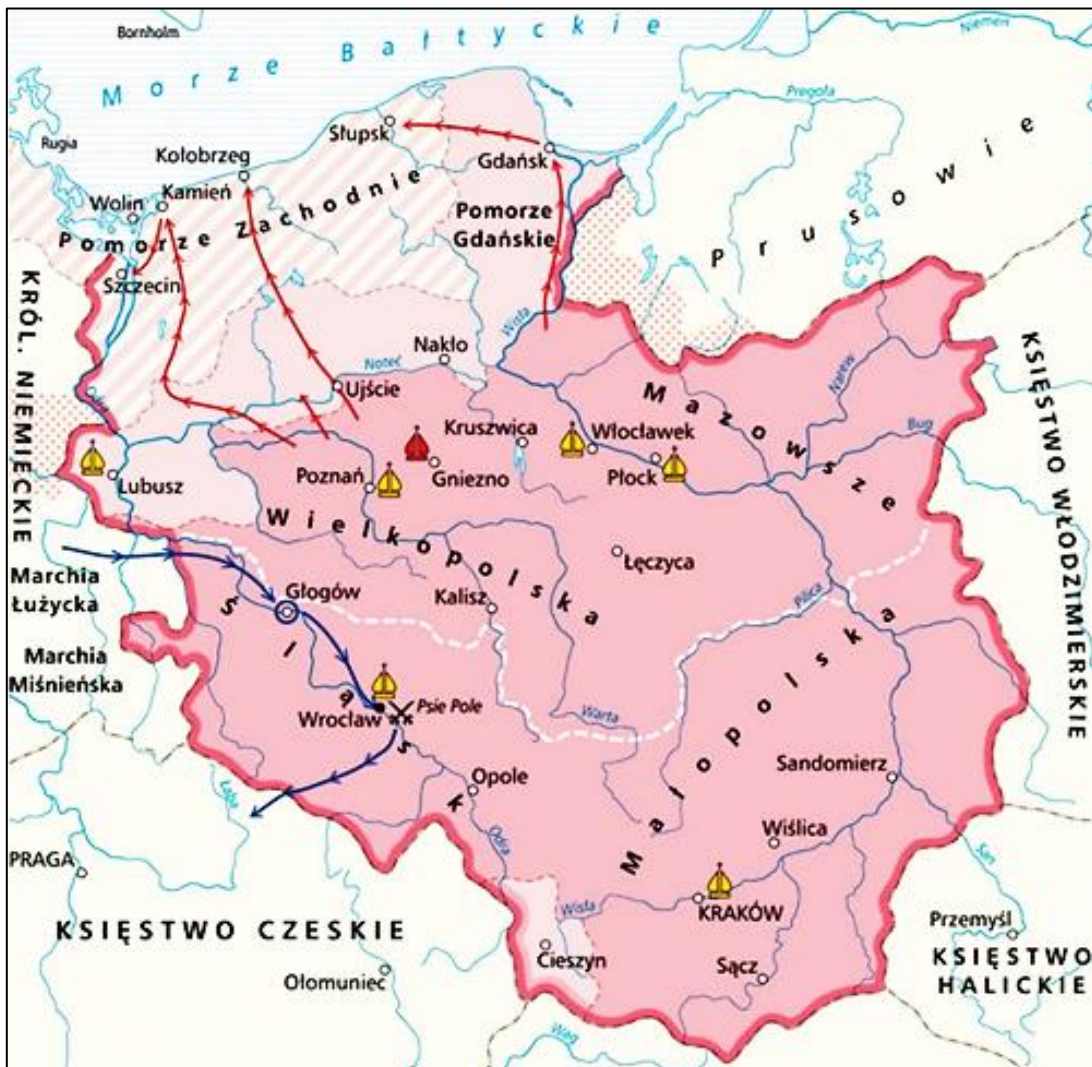 Bornholm
Morze Bałtyckie
Niemen
Pregoła
Rugia
Słupsk
Gdańsk
Kołobrzeg
Kamień
Wolin
Pomorze Zachodnie
Pomorze
Gdańskie
Prusowie
Szczecin
KRÓL. NIEMIECKIE
Wisła
Nakło
Noteć
Ujście
Narew
Mazowsze
Bug
KSIĘSTWO WŁODZIMIERSKIE
Kruszwica
Włocławek
Gniezno
Płock
Lubusz
Poznań
Wielkopolska
Łęczyca
Marchia
Łużycka
Głogów
Kalisz
Pilica
Marchia
Miśnieńska
Śląsk
Psie Pole
Wrocław
Warta
Małopolska
Sandomierz
Opole
Łaba
Odra
Wiślica
San
PRAGA
KRAKÓW
Wisła
Przemyśl
KSIĘSTWO CZESKIE
Cieszyn
KSIĘSTWO
HALICKIE
Ołomuniec
Sącz
Wag